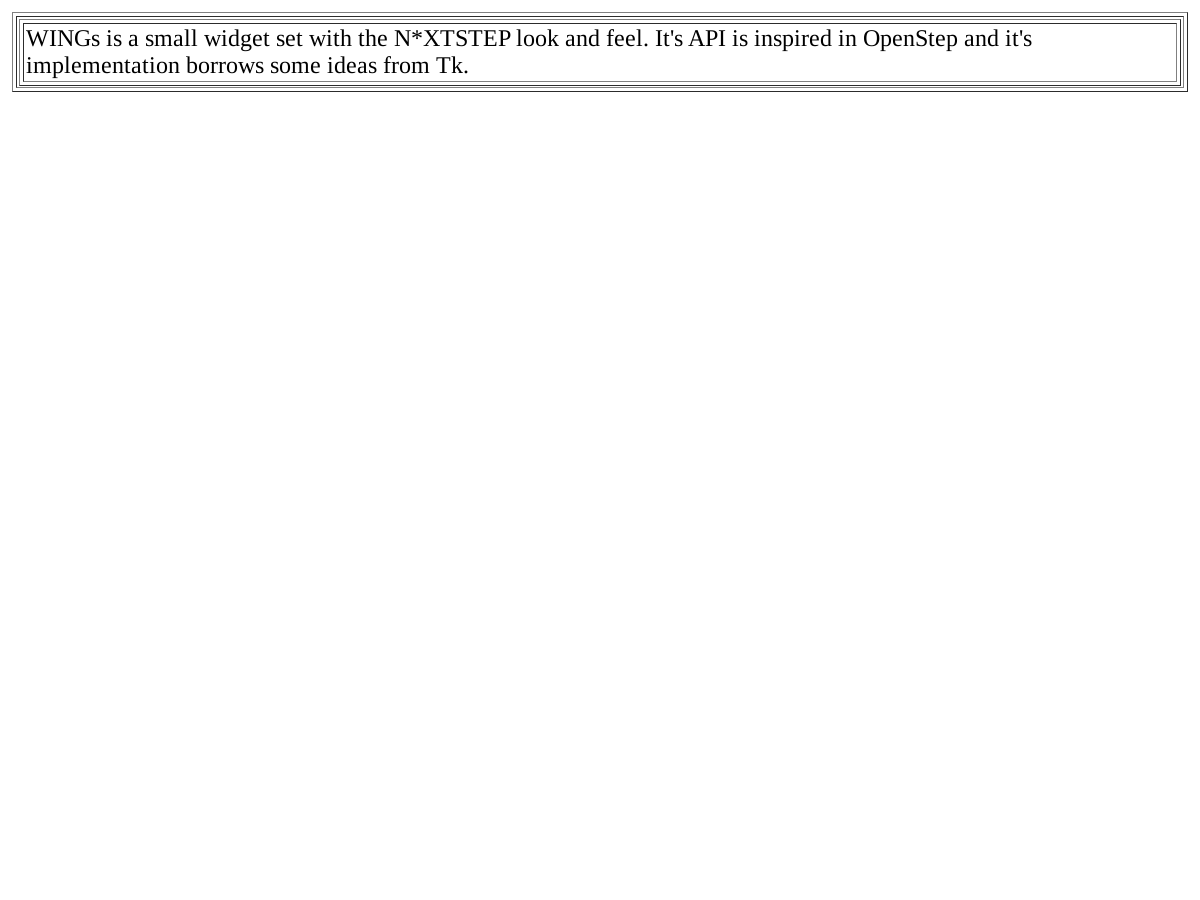 WINGs is a small widget set with the N*XTSTEP look and feel. It's API is inspired in OpenStep and it's
implementation borrows some ideas from Tk.